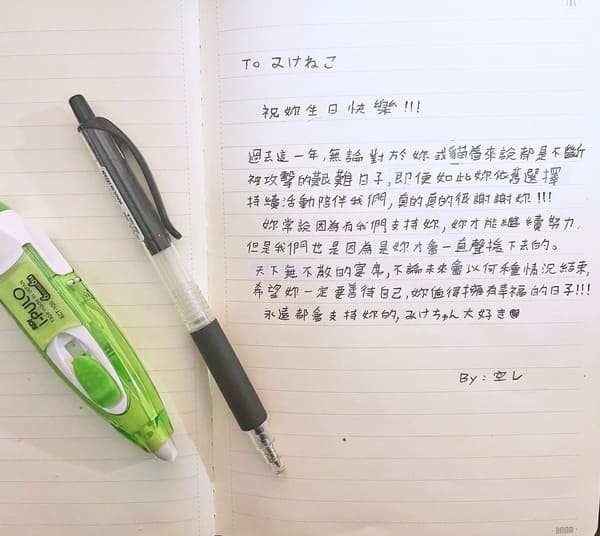 To みけねこ
祝妳生日快樂!!!
過去這一年,無論對於妳或貓眷來說都是不斷
被攻擊的艱難日子,即便如此妳依舊選擇
持續活動陪伴我們,真的真的很謝謝妳!!!
妳常說因為有我們支持妳,妳才能繼續努力,
但是我們也是因為是妳才會一直聲援下去的。
天下無不散的宴席,不論未來會以何種情況結束,
希望妳一定要善待自己,妳值得擁有幸福的日子!!!
永遠都會支持妳的,みけちゃん大好き♥
By:空し
i-PULO